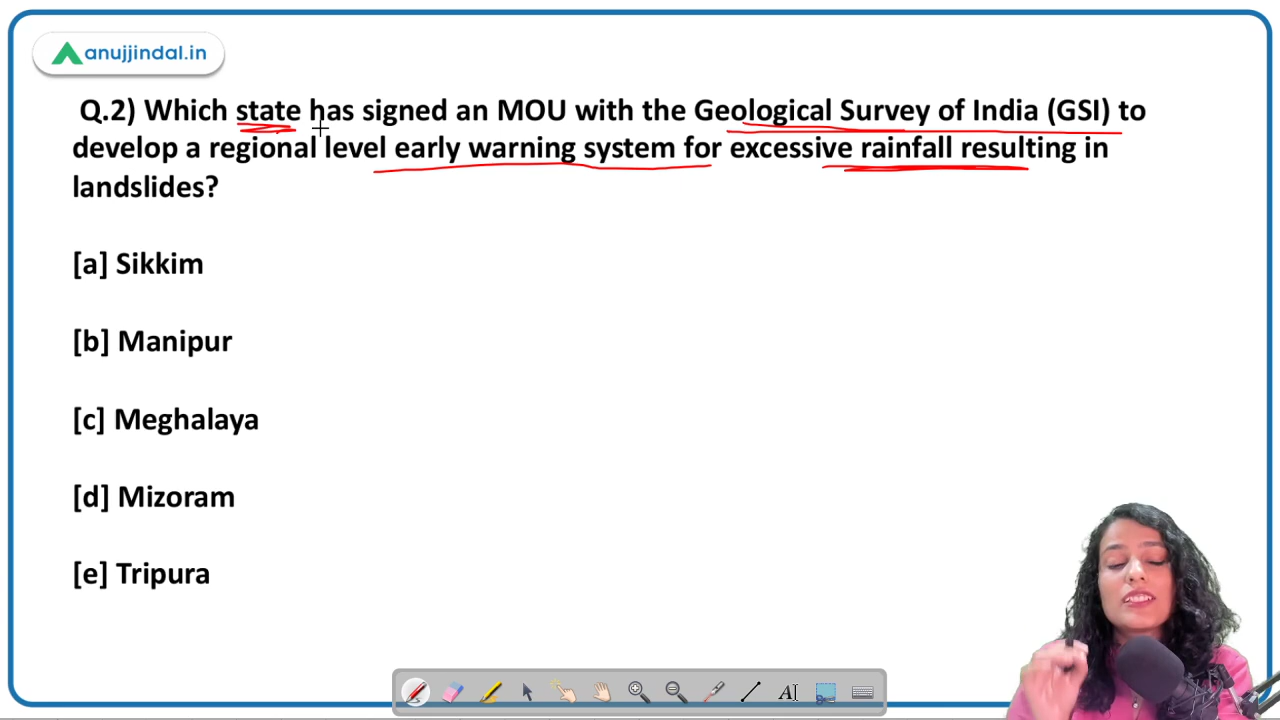 anujjindal.in
Q.2) Which state has signed an MOU with the Geological Survey of India (GSI) to
develop a regional level early warning system for excessive rainfall resulting in
landslides?
[a] Sikkim
[b] Manipur
[c] Meghalaya
[d] Mizoram
[e] Tripura